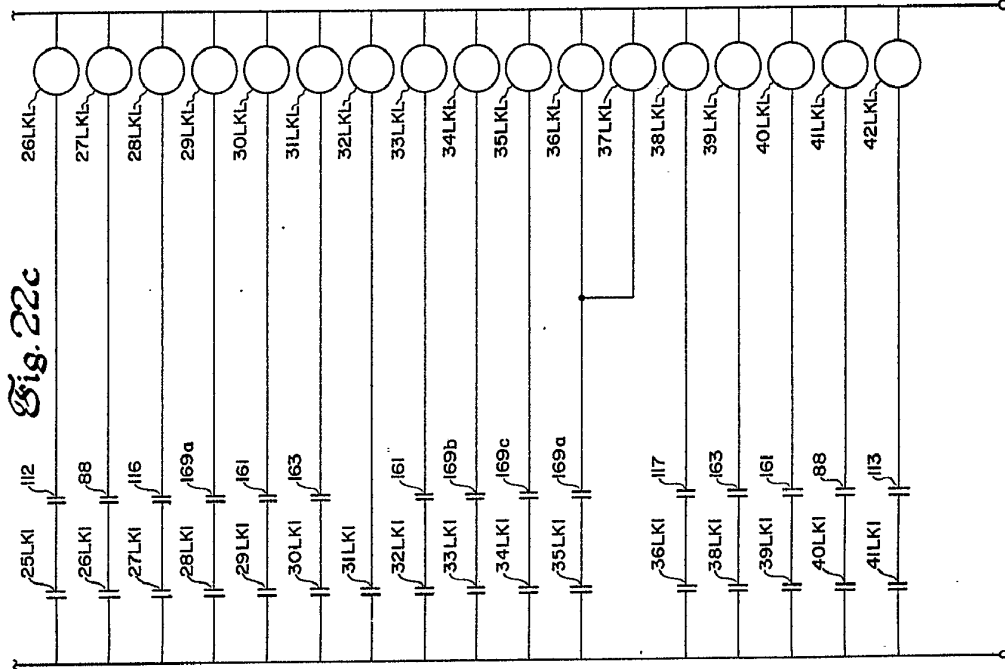 Fig. 22c
25LK1 112 26LKL
26LK1 88 27LKL
27LK1 116 28LKL
28LK1 169a 29LKL
29LK1 161 30LKL
30LK1 163 31LKL
31LK1 32LKL
32LK1 161 33LKL
33LK1 169b 34LKL
34LK1 169c 35LKL
35LK1 169a 36LKL
37LKL
36LK1 117 38LKL
38LK1 163 39LKL
39LK1 161 40LKL
40LK1 88 41LKL
41LK1 113 42LKL